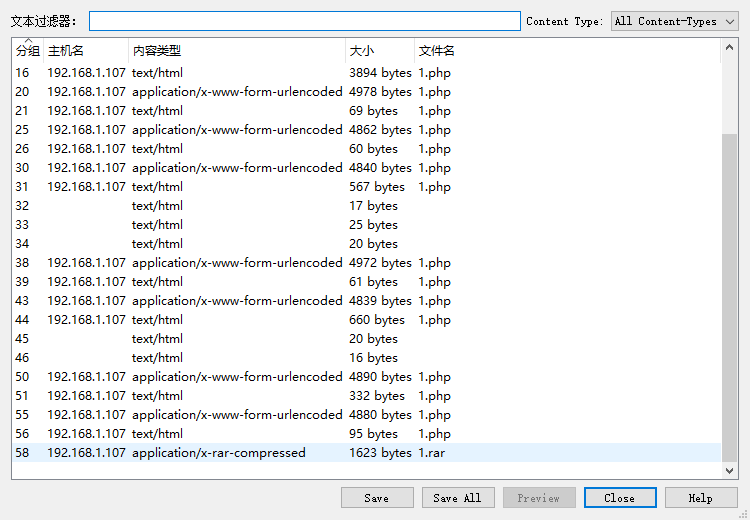 文本过滤器： Content Type: All Content-Types
分组 主机名 内容类型 大小 文件名
16 192.168.1.107 text/html 3894 bytes 1.php
20 192.168.1.107 application/x-www-form-urlencoded 4978 bytes 1.php
21 192.168.1.107 text/html 69 bytes 1.php
25 192.168.1.107 application/x-www-form-urlencoded 4862 bytes 1.php
26 192.168.1.107 text/html 60 bytes 1.php
30 192.168.1.107 application/x-www-form-urlencoded 4840 bytes 1.php
31 192.168.1.107 text/html 567 bytes 1.php
32 text/html 17 bytes
33 text/html 25 bytes
34 text/html 20 bytes
38 192.168.1.107 application/x-www-form-urlencoded 4972 bytes 1.php
39 192.168.1.107 text/html 61 bytes 1.php
43 192.168.1.107 application/x-www-form-urlencoded 4839 bytes 1.php
44 192.168.1.107 text/html 660 bytes 1.php
45 text/html 20 bytes
46 text/html 16 bytes
50 192.168.1.107 application/x-www-form-urlencoded 4890 bytes 1.php
51 192.168.1.107 text/html 332 bytes 1.php
55 192.168.1.107 application/x-www-form-urlencoded 4880 bytes 1.php
56 192.168.1.107 text/html 95 bytes 1.php
58 192.168.1.107 application/x-rar-compressed 1623 bytes 1.rar
Save Save All Preview Close Help